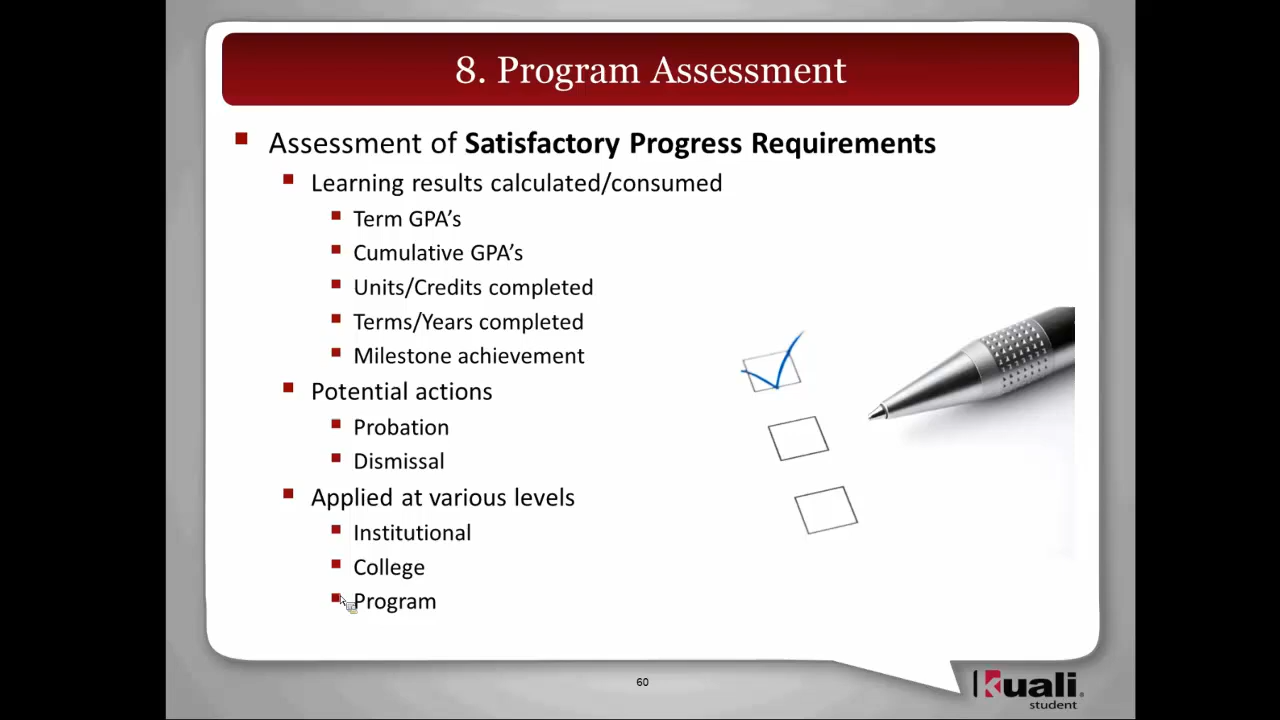 8. Program Assessment
Assessment of Satisfactory Progress Requirements
Learning results calculated/consumed
Term GPA's
Cumulative GPA's
Units/Credits completed
Terms/Years completed
Milestone achievement
Potential actions
Probation
Dismissal
Applied at various levels
Institutional
College
Program
60
Kuali®
student